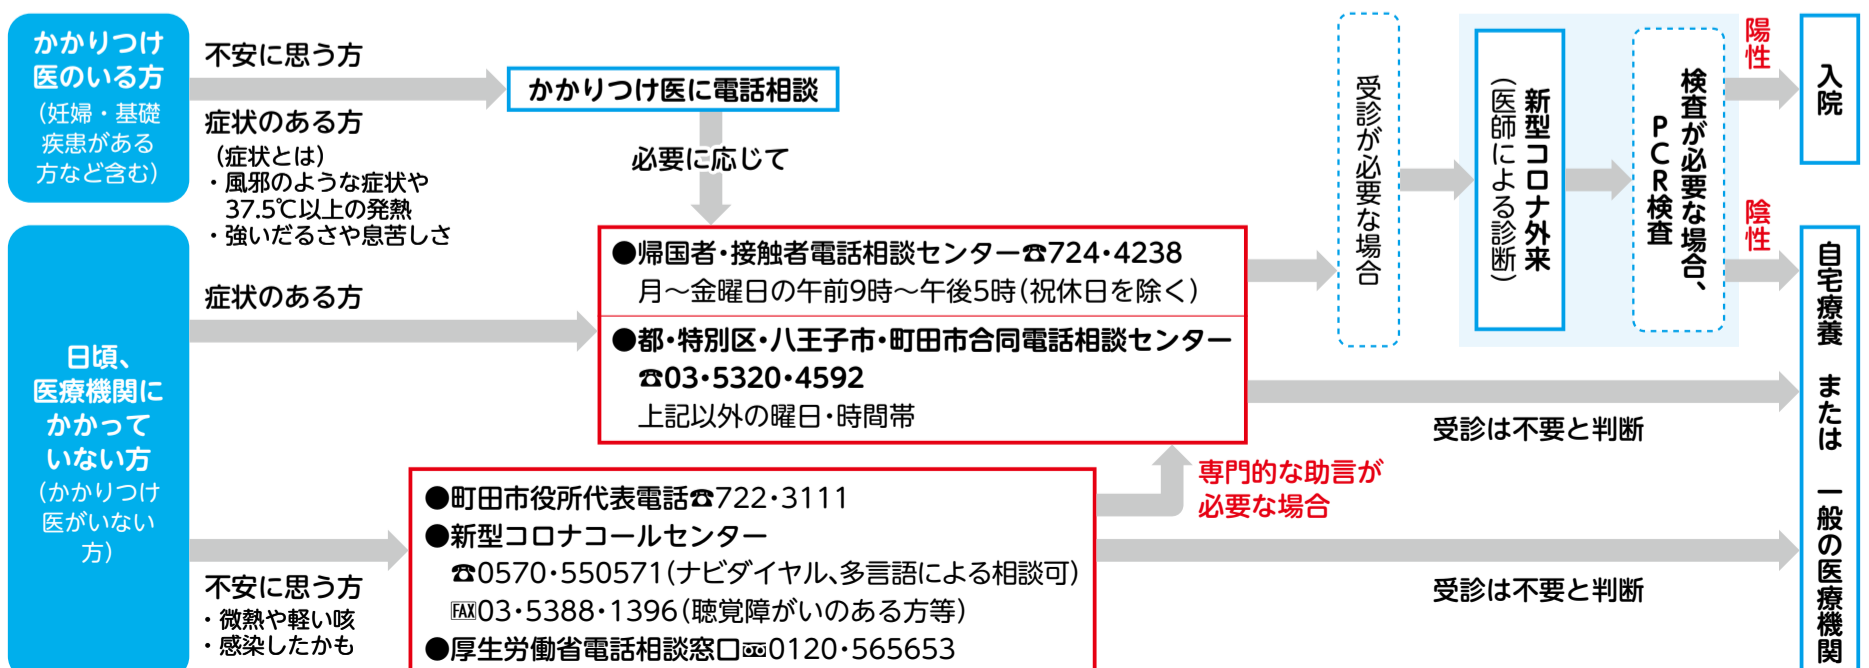 かかりつけ
医のいる方
(妊婦・基礎
疾患がある
方など含む)
不安に思う方
症状のある方
(症状とは)
・風邪のような症状や
37.5℃以上の発熱
・強いだるさや息苦しさ
かかりつけ医に電話相談
必要に応じて
日頃、
医療機関に
かかって
いない方
(かかりつけ
医がいない
方)
症状のある方
不安に思う方
・微熱や軽い咳
・感染したかも
●帰国者・接触者電話相談センター☎724・4238
月～金曜日の午前9時～午後5時(祝休日を除く)
●都・特別区・八王子市・町田市合同電話相談センター
☎03・5320・4592
上記以外の曜日・時間帯
専門的な助言が
必要な場合
●町田市役所代表電話☎722・3111
●新型コロナコールセンター
☎0570・550571(ナビダイヤル、多言語による相談可)
FAX03・5388・1396(聴覚障がいのある方等)
●厚生労働省電話相談窓口0120・565653
受診が必要な場合
新型コロナ外来
(医師による診断)
検査が必要な場合、
PCR検査
陽性
陰性
入院
受診は不要と判断
受診は不要と判断
自宅療養 または 一般の医療機関